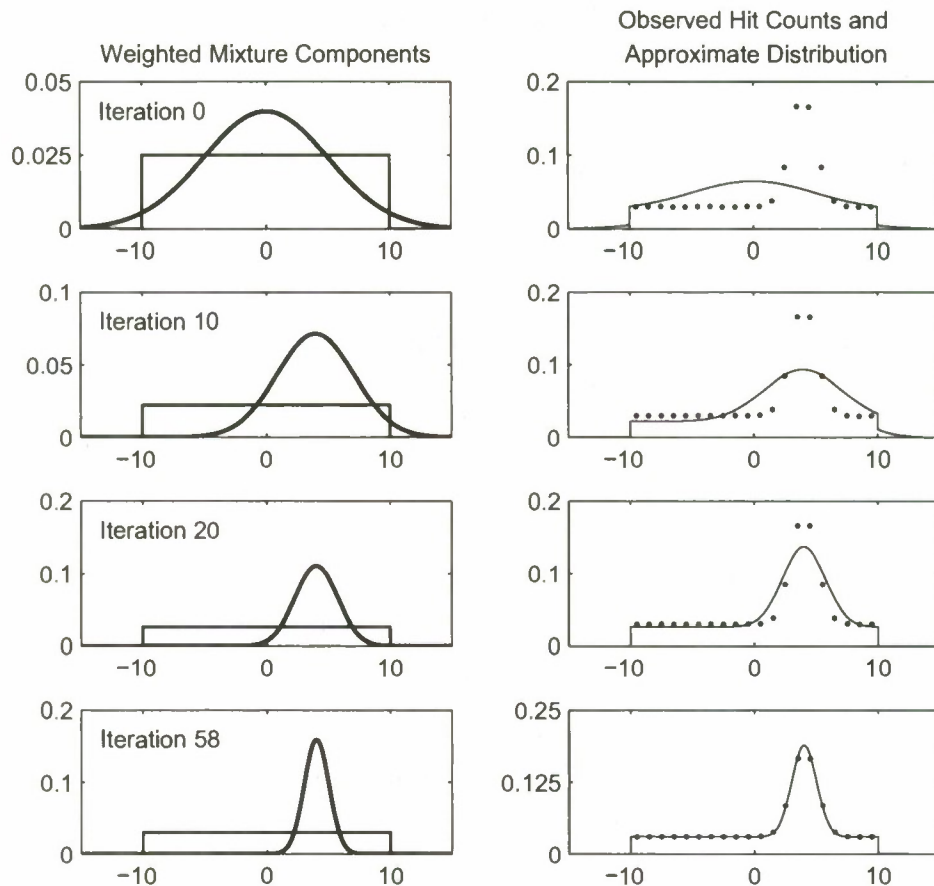 Weighted Mixture Components
Observed Hit Counts and
Approximate Distribution
0.05
0.025
0
Iteration 0
−10 0 10
0.2
0.1
0
−10 0 10
0.1
0.05
0
Iteration 10
−10 0 10
0.2
0.1
0
−10 0 10
0.2
0.1
0
Iteration 20
−10 0 10
0.2
0.1
0
−10 0 10
0.2
0.1
0
Iteration 58
−10 0 10
0.25
0.125
0
−10 0 10